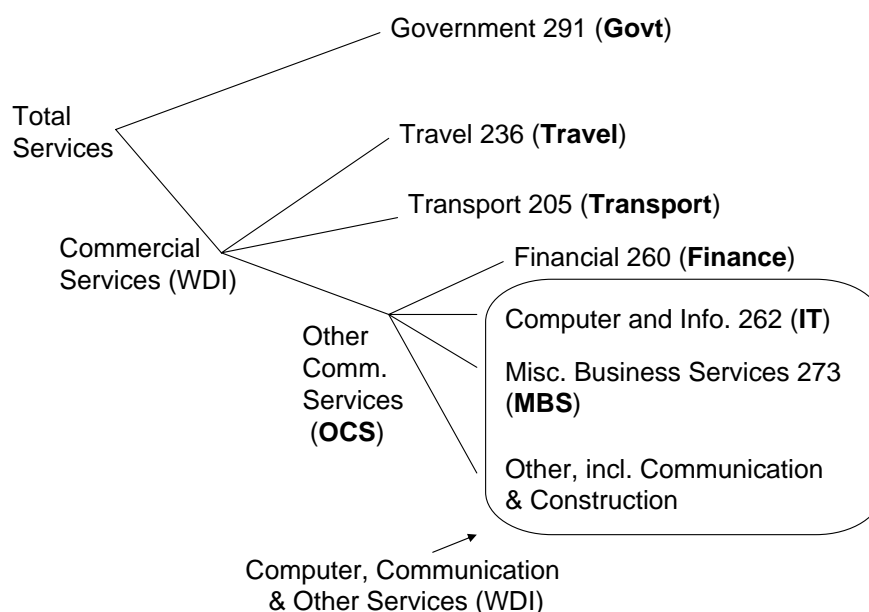 Government 291 (Govt)
Total
Services
Travel 236 (Travel)
Transport 205 (Transport)
Commercial
Services (WDI)
Financial 260 (Finance)
Other
Comm.
Services
(OCS)
Computer and Info. 262 (IT)
Misc. Business Services 273
(MBS)
Other, incl. Communication
& Construction
Computer, Communication
& Other Services (WDI)